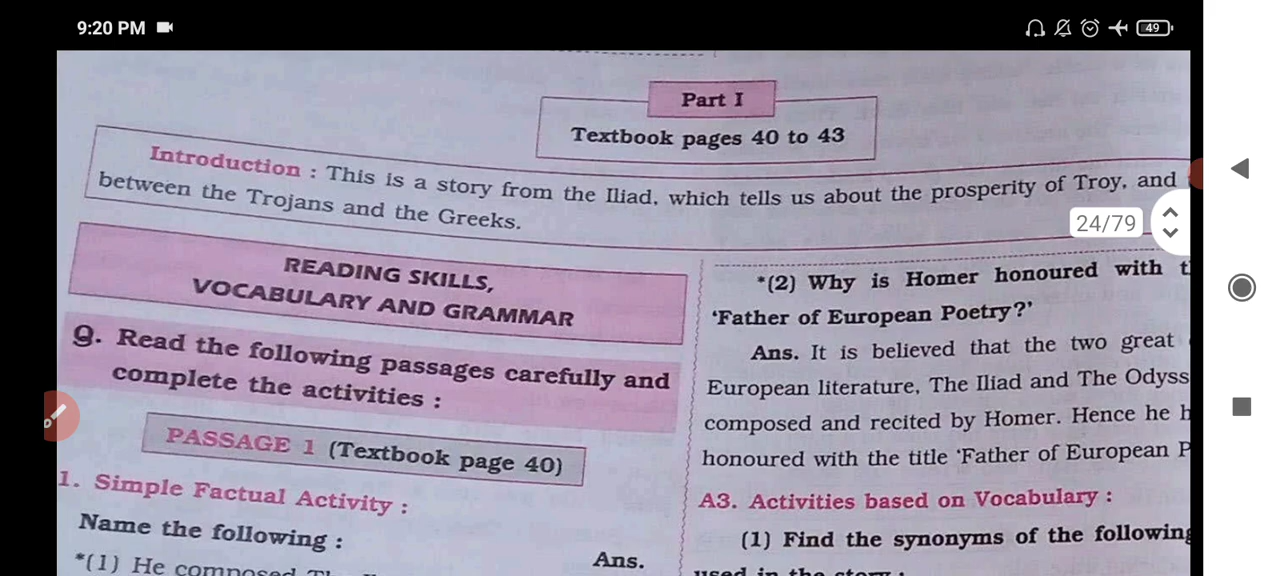 9:20 PM
49
Part I
Textbook pages 40 to 43
Introduction : This is a story from the Iliad, which tells us about the prosperity of Troy, and
between the Trojans and the Greeks.
24/79
READING SKILLS,
VOCABULARY AND GRAMMAR
Q. Read the following passages carefully and
complete the activities :
PASSAGE 1 (Textbook page 40)
1. Simple Factual Activity :
Name the following :
*(1) He composed
Ans.
*(2) Why is Homer honoured with
'Father of European Poetry?'
Ans. It is believed that the two great
European literature, The Iliad and The Odyss
composed and recited by Homer. Hence he h
honoured with the title 'Father of European P
A3. Activities based on Vocabulary :
(1) Find the synonyms of the following
used in the story :